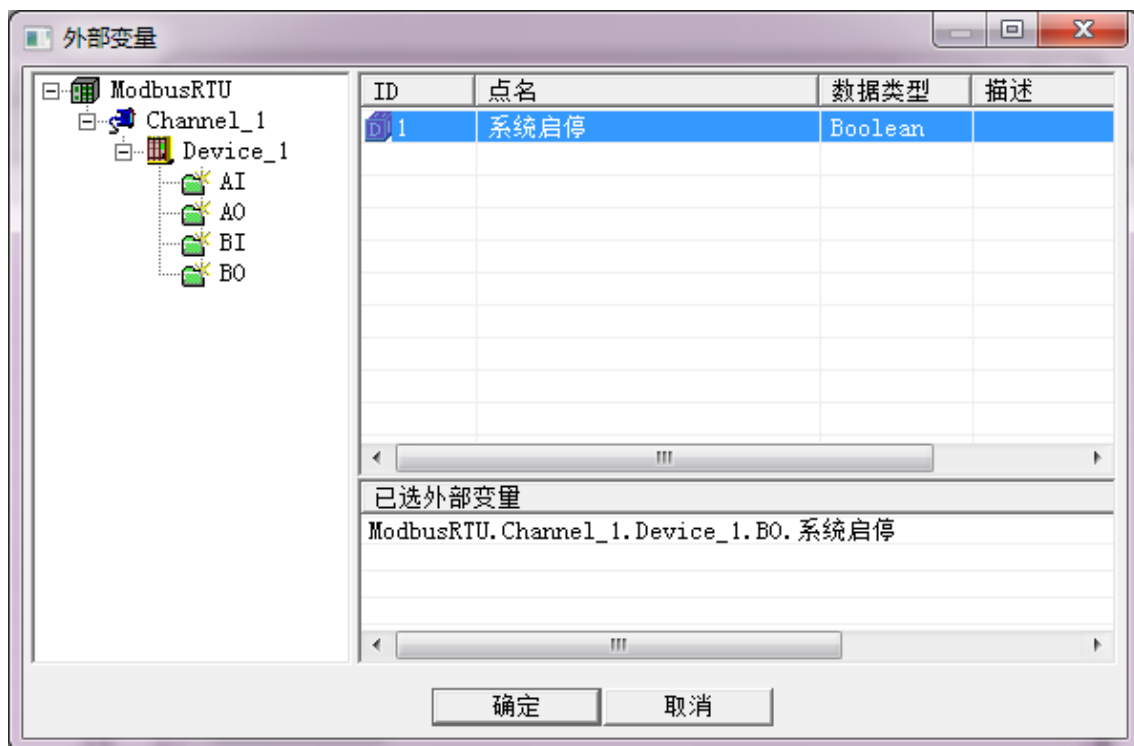 外部变量
ModbusRTU
Channel_1
Device_1
AI
AO
BI
BO
ID 点名 数据类型 描述
1 系统启停 Boolean
已选外部变量
ModbusRTU.Channel_1.Device_1.BO.系统启停
确定 取消